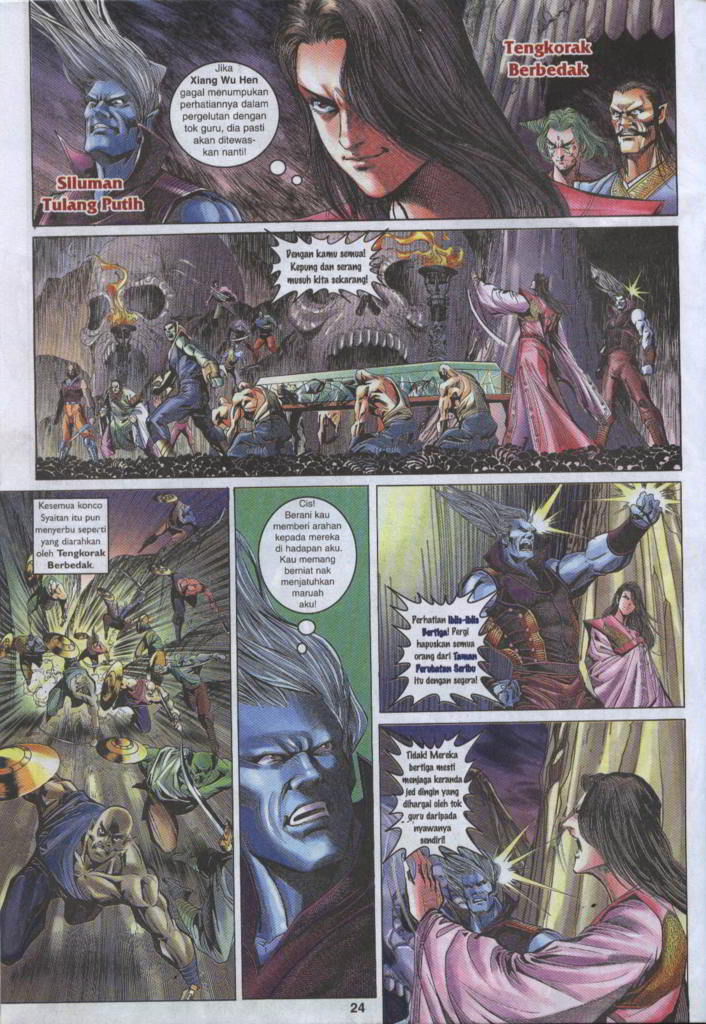 Jika
Xiang Wu Hen
gagal menumpukan
perhatiannya dalam
pergelutan dengan
tok guru, dia pasti
akan ditewas-
kan nanti!
Tengkorak
Berbedak
Siluman
Tulang Putih
Dengan kamu semua!
Kepung dan serang
musuh kita sekarang!
Kesemua konco
Syaitan itu pun
menyerbu seperti
yang diarahkan
oleh Tengkorak
Berbedak.
Cis!
Berani kau
memberi arahan
kepada mereka
di hadapan aku.
Kau memang
berniat nak
menjatuhkan
maruah
aku!
Perhatian Iblis-Iblis
Bertiga! Pergi
hapuskan semua
orang dari Taman
Perubatan Seribu
itu dengan segera!
Tidak! Mereka
bertiga mesti
menjaga keranda
jed dingin yang
dihargai oleh tok
guru daripada
nyawanya
sendiri!
24